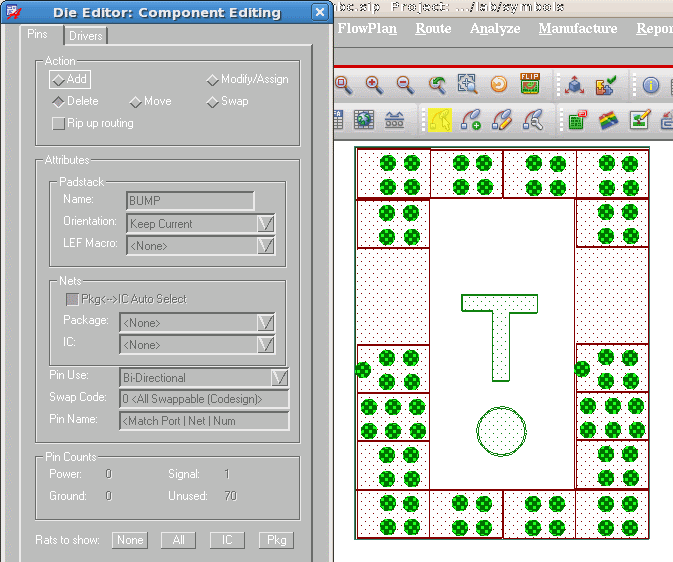 Die Editor: Component Editing
nbc.sip Project: .../lab/symbols
FlowPlan Route Analyze Manufacture Report
Pins Drivers
Action
Add Modify/Assign
Delete Move Swap
Rip up routing
Attributes
Padstack
Name: BUMP
Orientation: Keep Current
LEF Macro: <None>
Nets
Pkg<-->IC Auto Select
Package: <None>
IC: <None>
Pin Use: Bi-Directional
Swap Code: 0 <All Swappable (Codesign)>
Pin Name: <Match Port | Net | Num
Pin Counts
Power: 0 Signal: 1
Ground: 0 Unused: 70
Rats to show: None All IC Pkg
FLIP
T